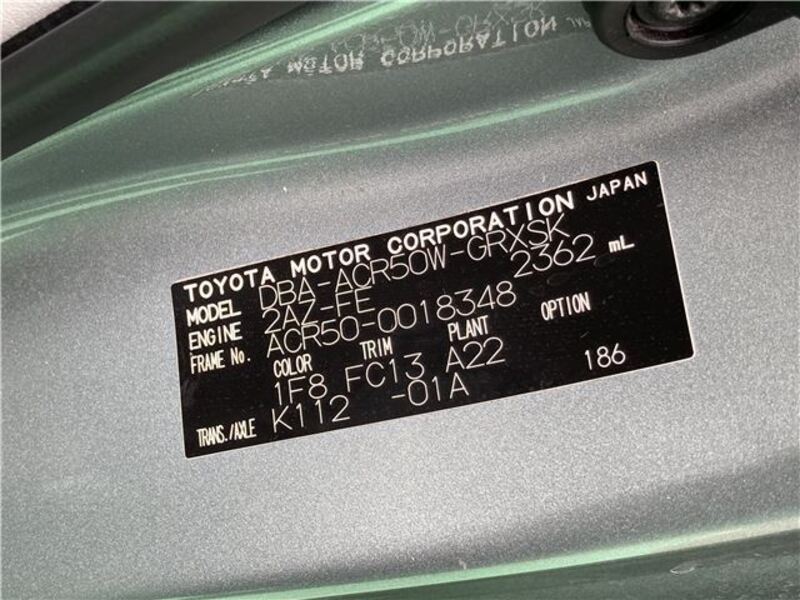 TOYOTA MOTOR CORPORATION JAPAN
MODEL DBA-ACR50W-GRXSK
ENGINE 2AZ-FE 2362 mL
FRAME No. ACR50-0018348
COLOR TRIM PLANT OPTION
1F8 FC13 A22 186
TRANS./AXLE K112 -01A